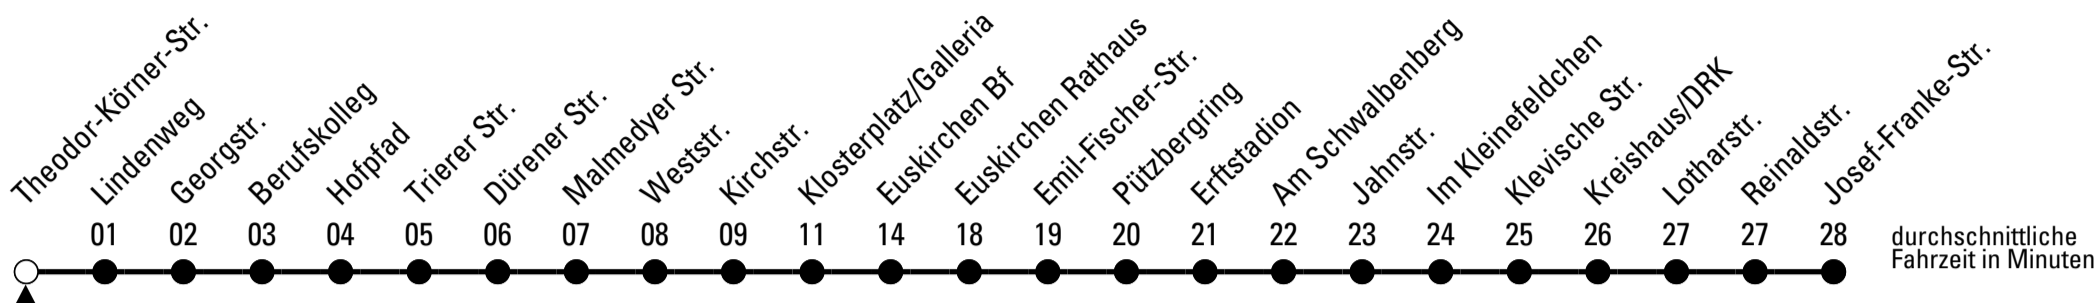 Theodor-Körner-Str.
Lindenweg
Georgstr.
Berufskolleg
Hofpfad
Trierer Str.
Dürener Str.
Malmedyer Str.
Weststr.
Kirchstr.
Klosterplatz/Galleria
Euskirchen Bf
Euskirchen Rathaus
Emil-Fischer-Str.
Pützbergring
Erftstadion
Am Schwalbenberg
Jahnstr.
Im Kleinefeldchen
Klevische Str.
Kreishaus/DRK
Lotharstr.
Reinaldstr.
Josef-Franke-Str.
01 02 03 04 05 06 07 08 09 11 14 18 19 20 21 22 23 24 25 26 27 27 28
durchschnittliche
Fahrzeit in Minuten